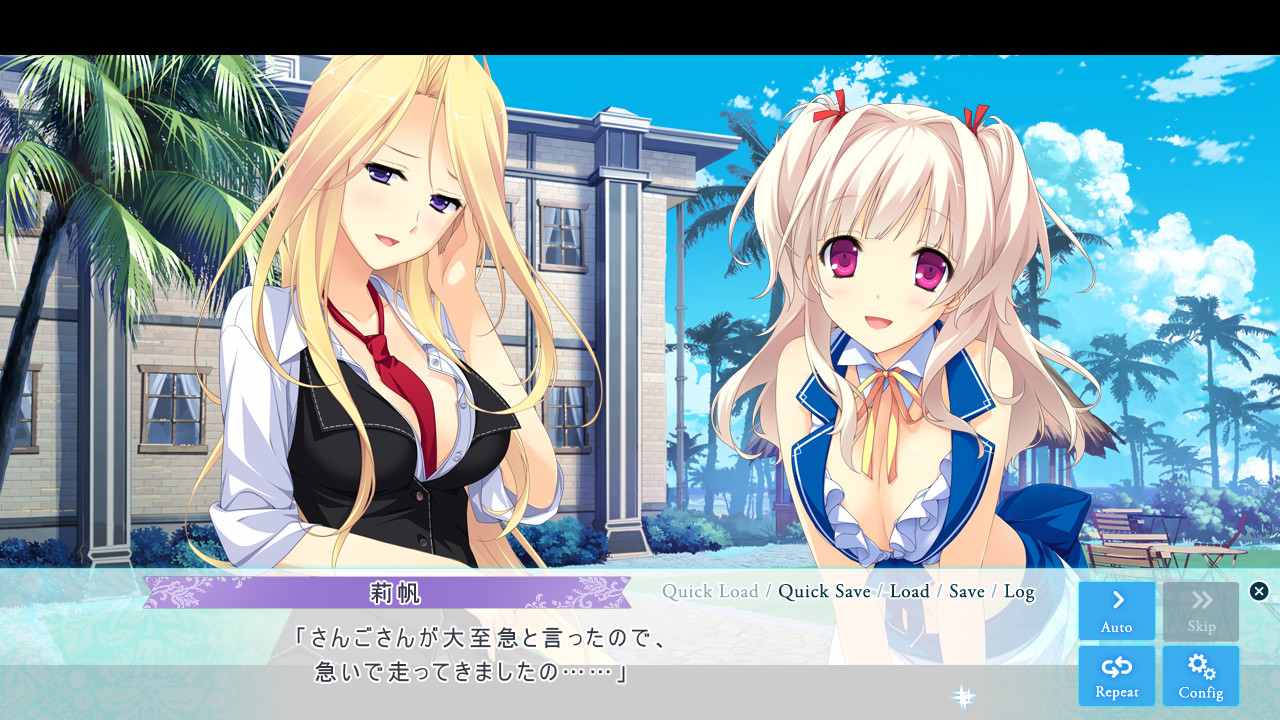 莉帆
Quick Load / Quick Save / Load / Save / Log
「さんごさんが大至急と言ったので、
急いで走ってきましたの……」
Auto
Skip
Repeat
Config